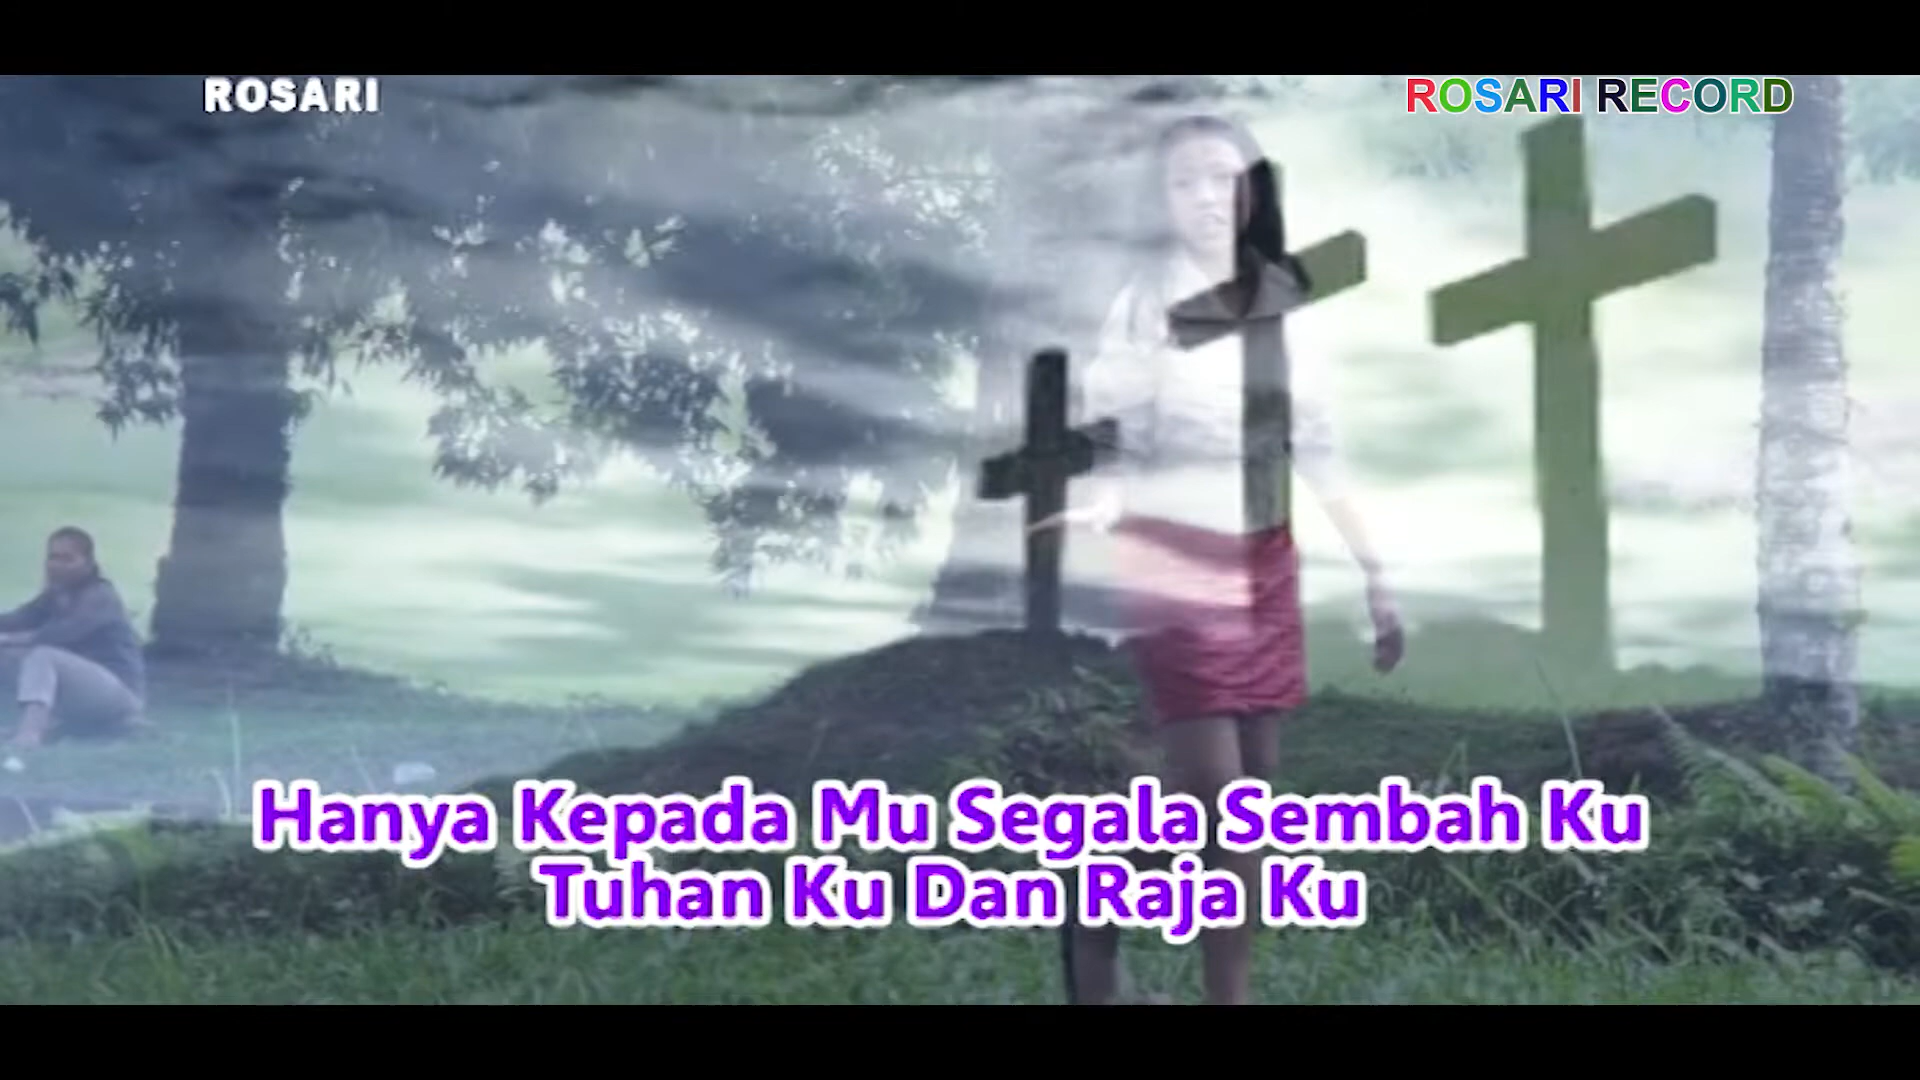 ROSARI
ROSARI RECORD
Hanya Kepada Mu Segala Sembah Ku
Tuhan Ku Dan Raja Ku